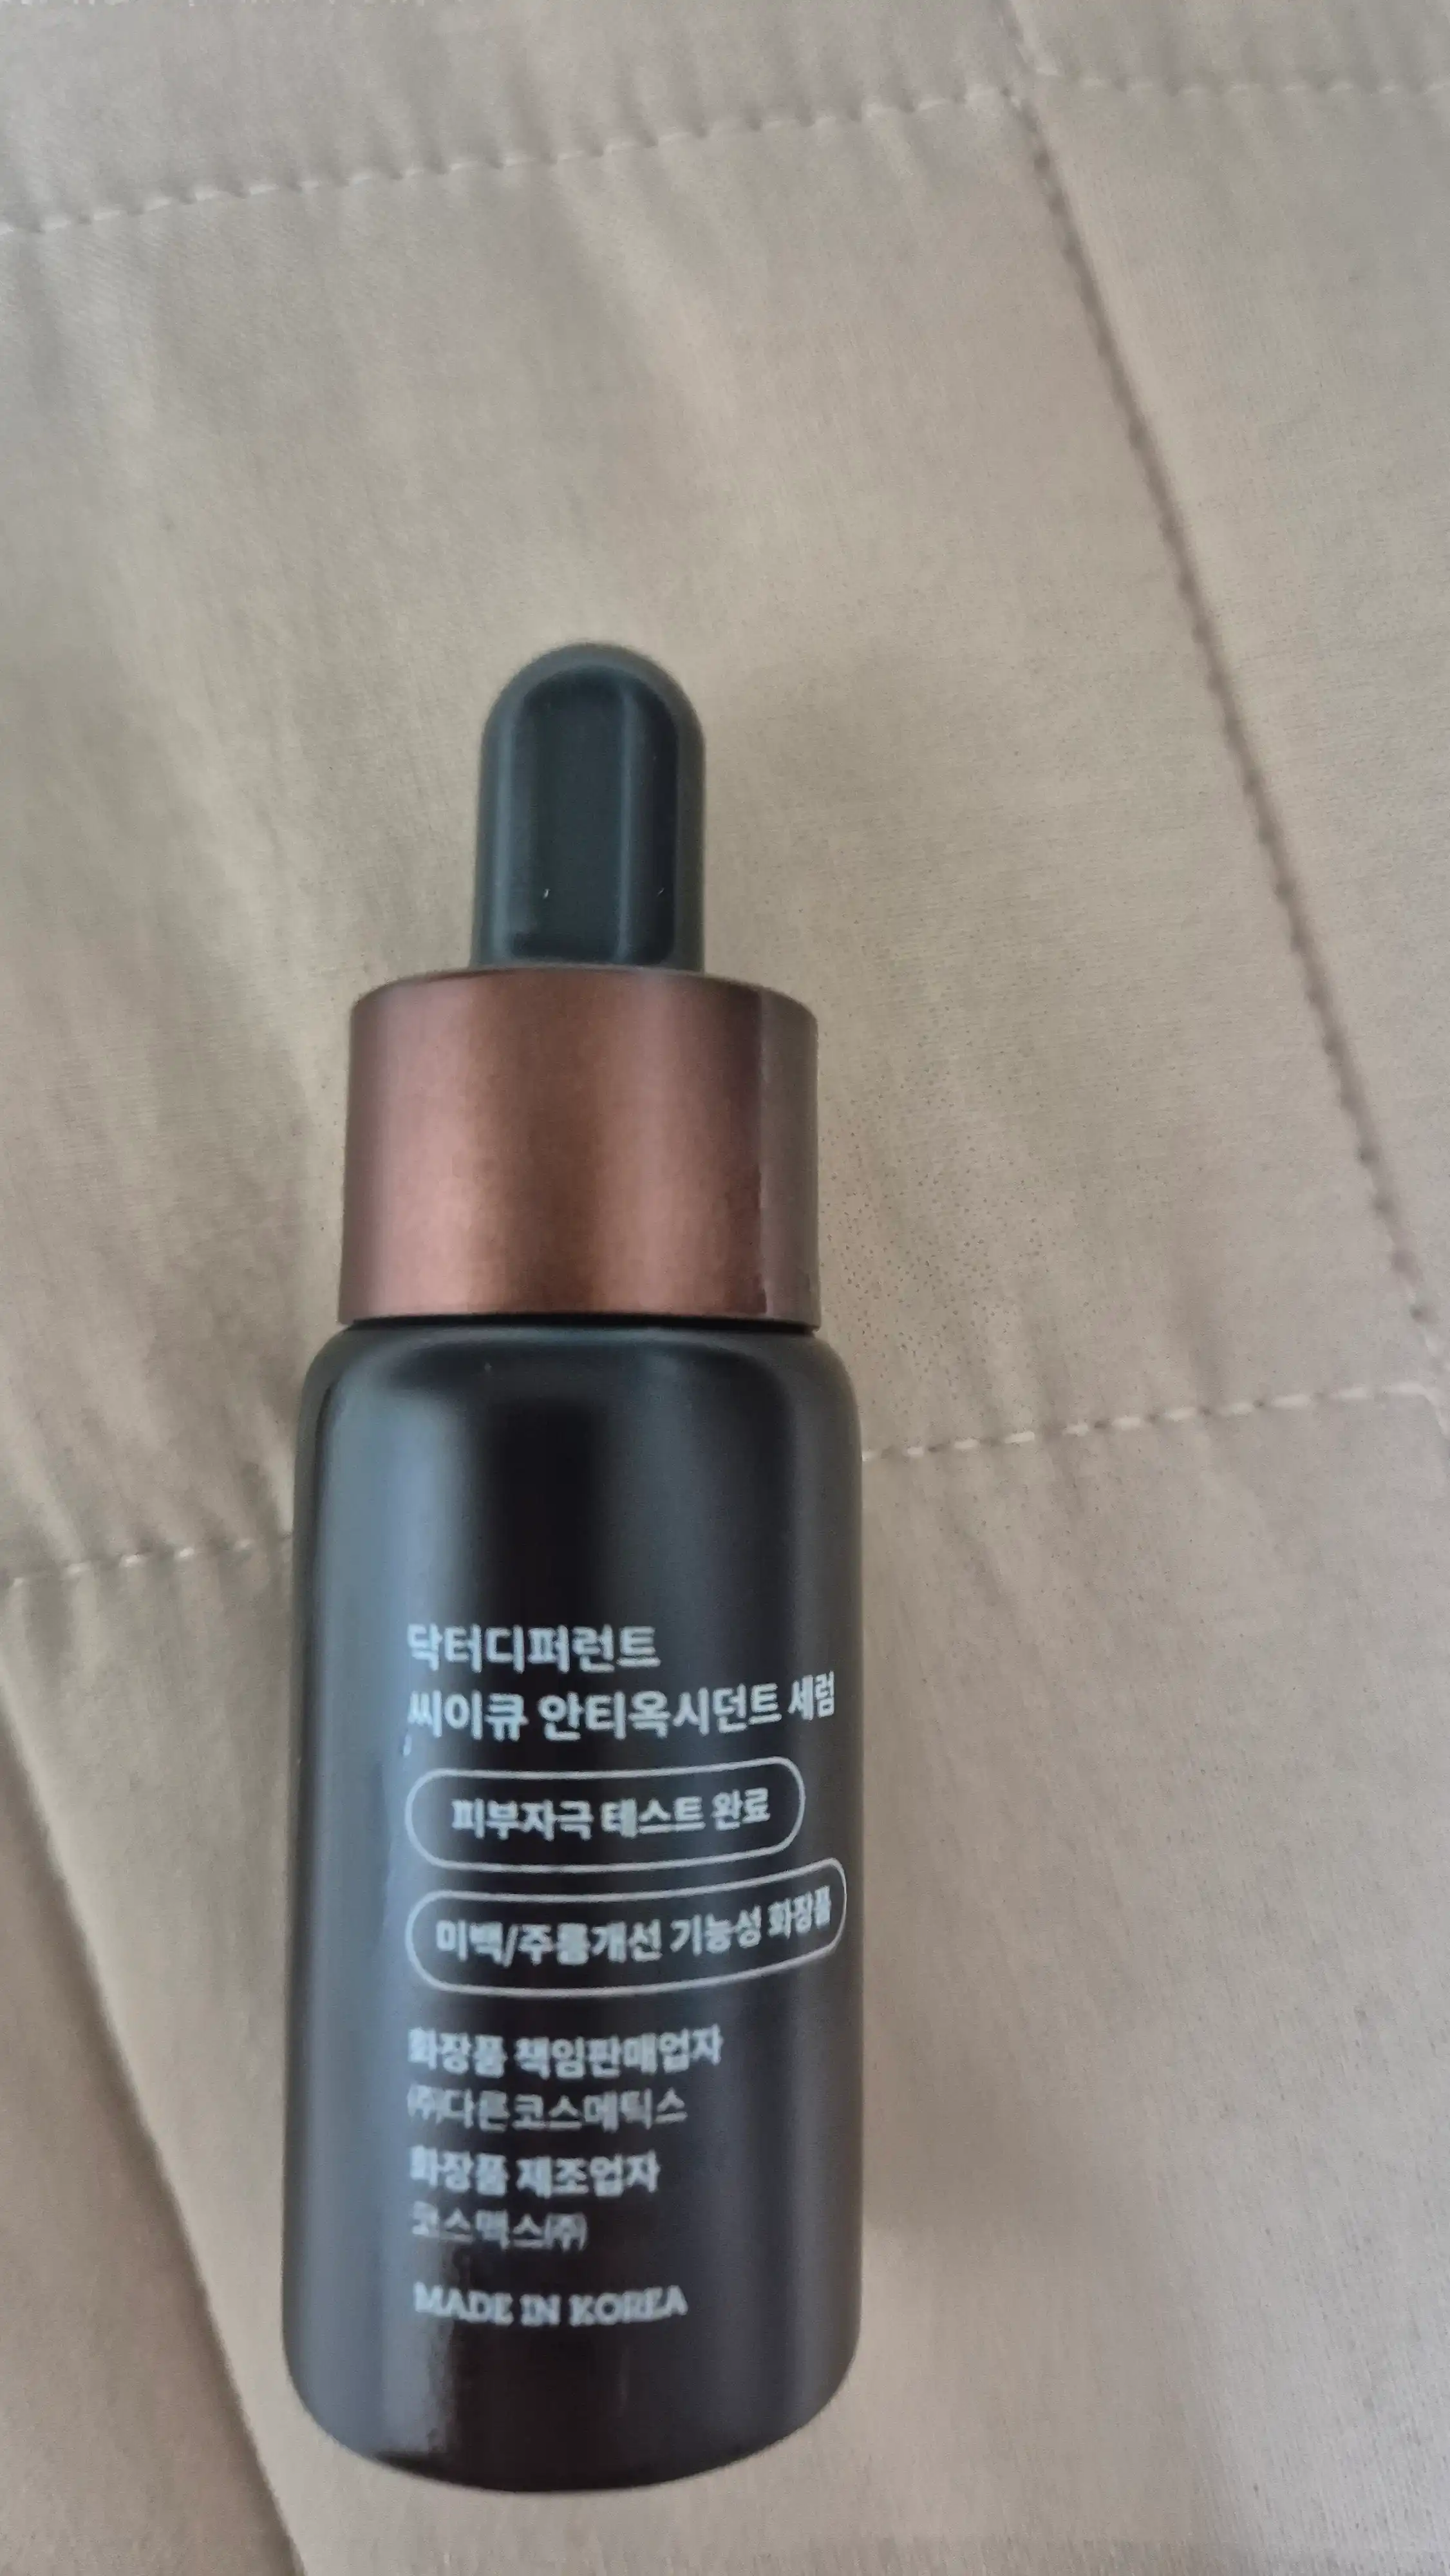 닥터디퍼런트
씨이큐 안티옥시던트 세럼
피부자극 테스트 완료
미백/주름개선 기능성 화장품
화장품 책임판매업자
㈜다른코스메틱스
화장품 제조업자
코스맥스㈜
MADE IN KOREA